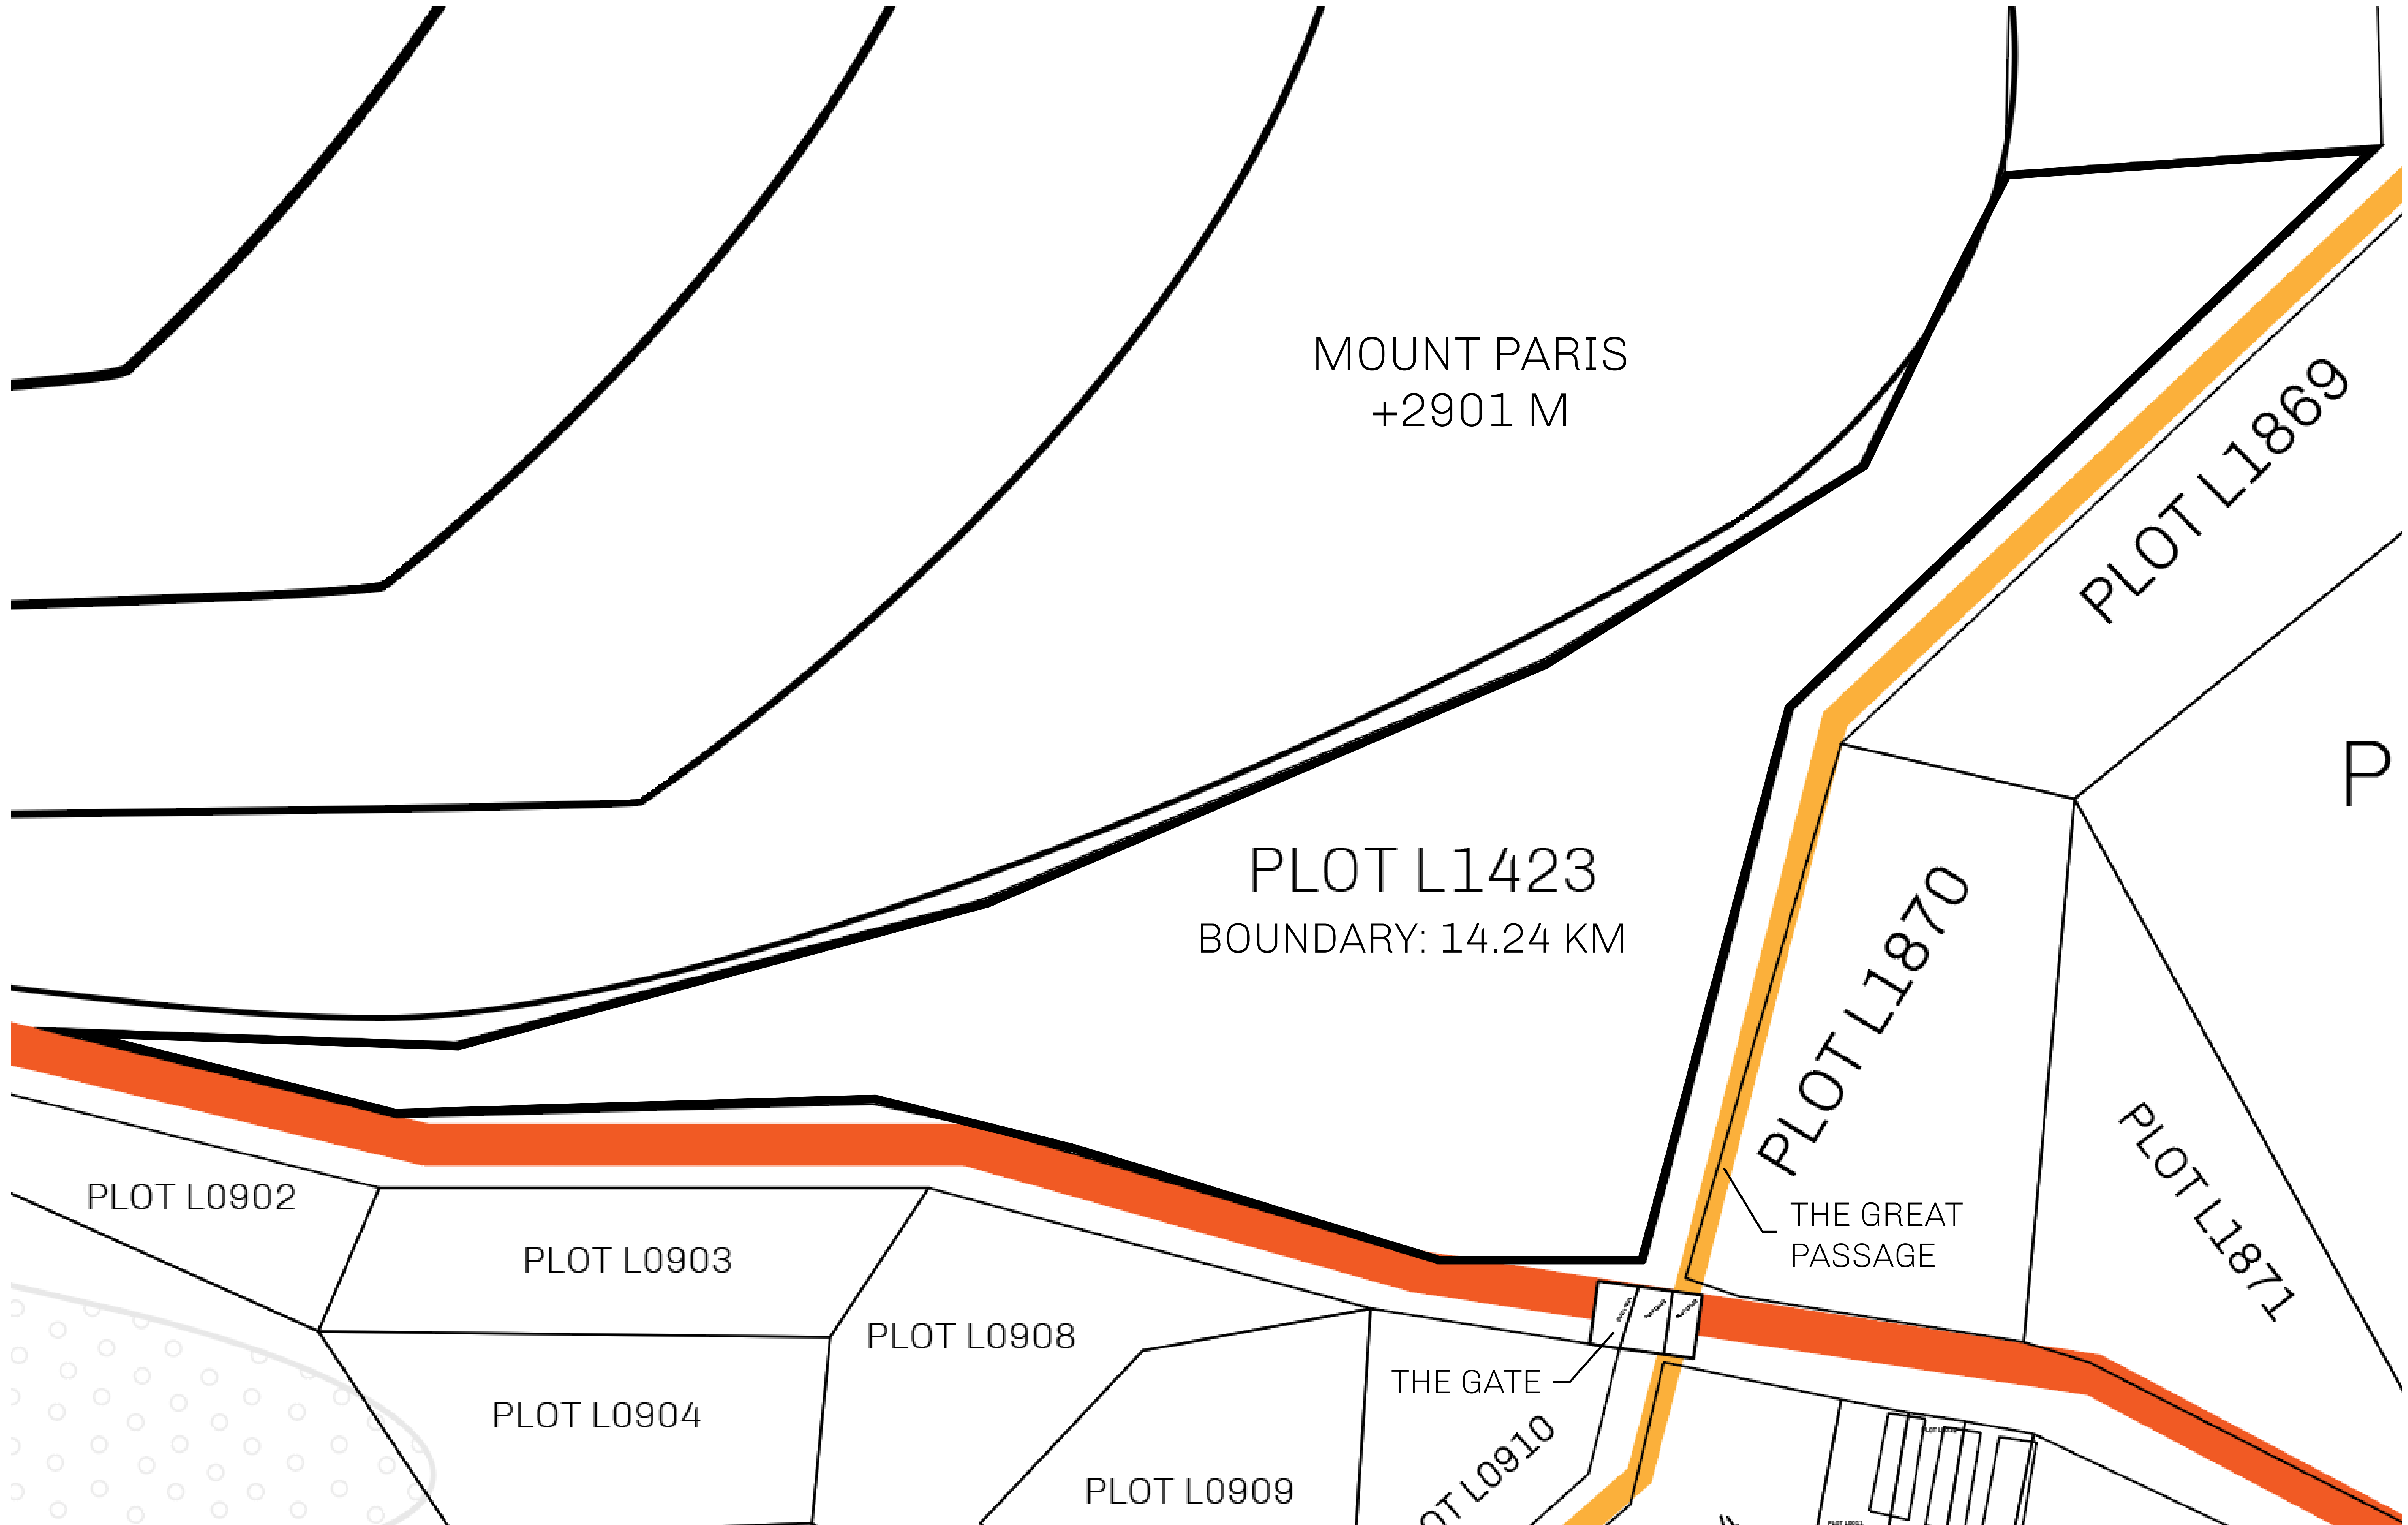 MOUNT PARIS
+2901 M
PLOT L1869
P
PLOT L1423
BOUNDARY: 14.24 KM
PLOT L1870
PLOT L1871
THE GREAT
PASSAGE
PLOT L0902
PLOT L0903
PLOT L0908
THE GATE
PLOT L0904
PLOT L0909
OT L0910